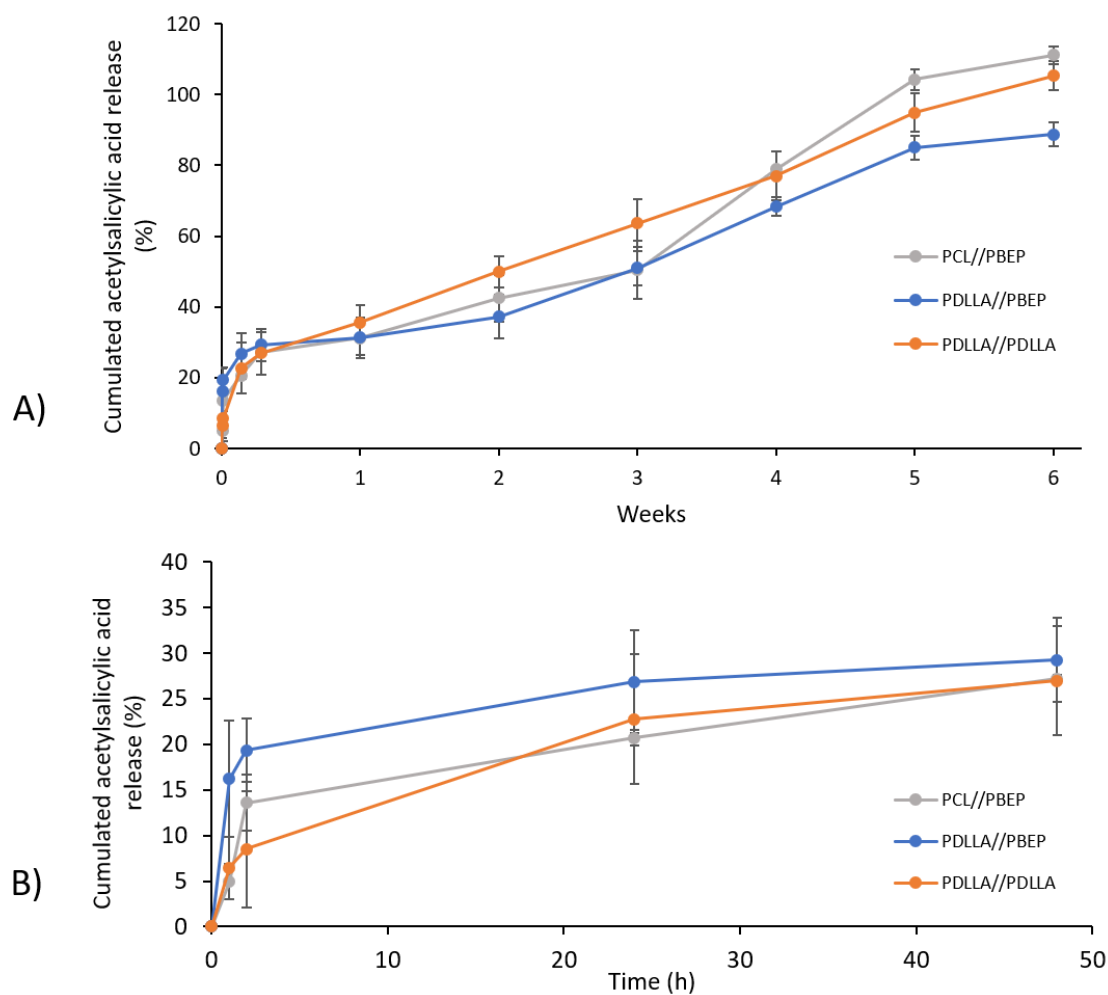 A)
Cumulated acetylsalicylic acid release
(%)
120
100
80
60
40
20
0
0 1 2 3 4 5 6
Weeks
PCL//PBEP
PDLLA//PBEP
PDLLA//PDLLA
B)
Cumulated acetylsalicylic acid
release (%)
40
35
30
25
20
15
10
5
0
0 10 20 30 40 50
Time (h)
PCL//PBEP
PDLLA//PBEP
PDLLA//PDLLA